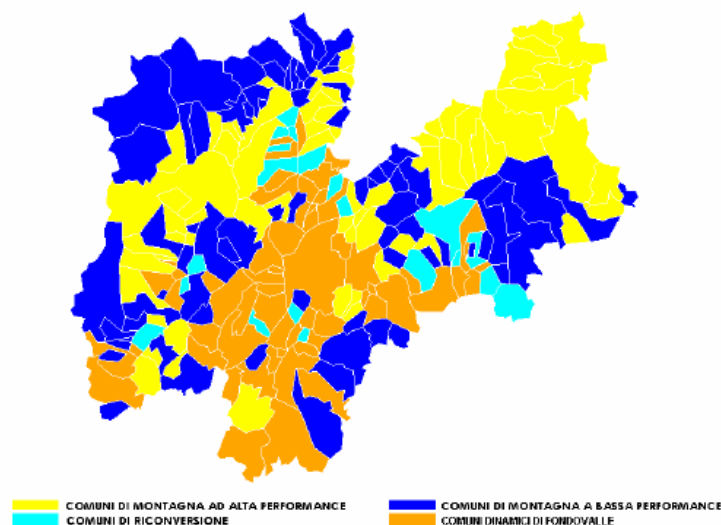 COMUNI DI MONTAGNA AD ALTA PERFORMANCE
COMUNI DI MONTAGNA A BASSA PERFORMANCE
COMUNI DI RICONVERSIONE
COMUNI DINAMICI DI FONDOVALLE